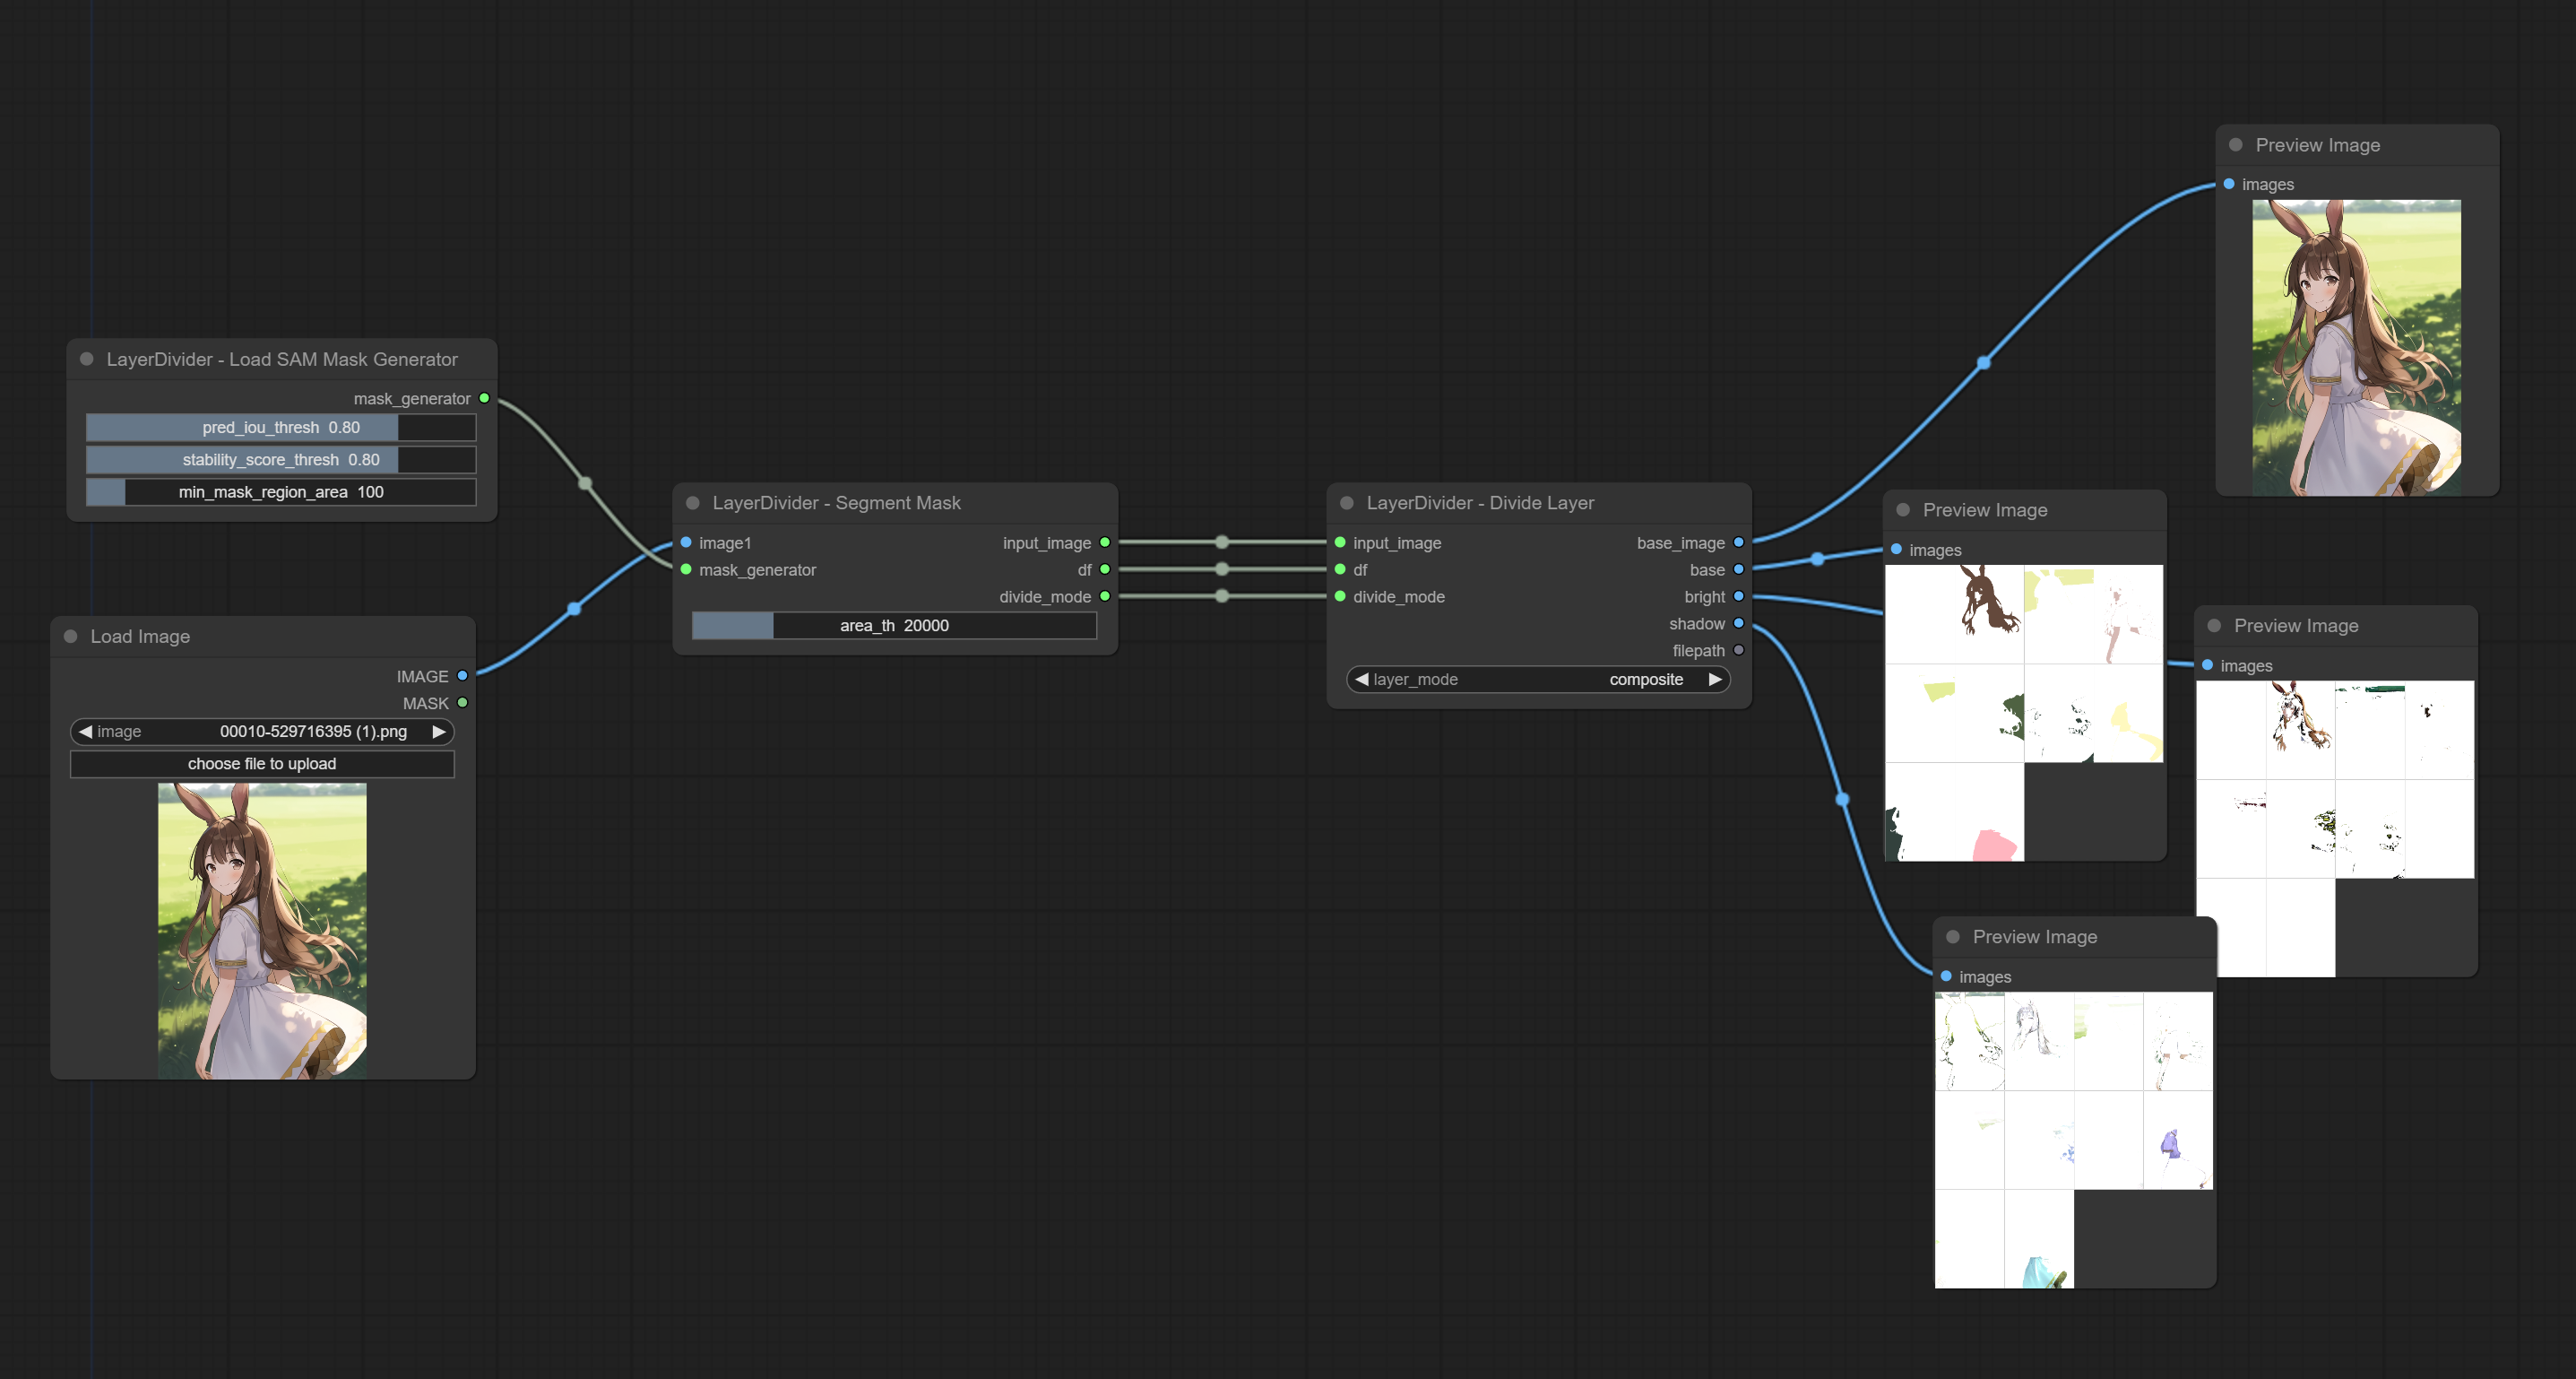 LayerDivider - Load SAM Mask Generator
mask_generator
pred_iou_thresh 0.80
stability_score_thresh 0.80
min_mask_region_area 100
Load Image
IMAGE
MASK
image 00010-529716395 (1).png
choose file to upload
LayerDivider - Segment Mask
image1 input_image
mask_generator df
divide_mode
area_th 20000
LayerDivider - Divide Layer
input_image base_image
df base
divide_mode bright
shadow
filepath
layer_mode composite
Preview Image
images
Preview Image
images
Preview Image
images
Preview Image
images